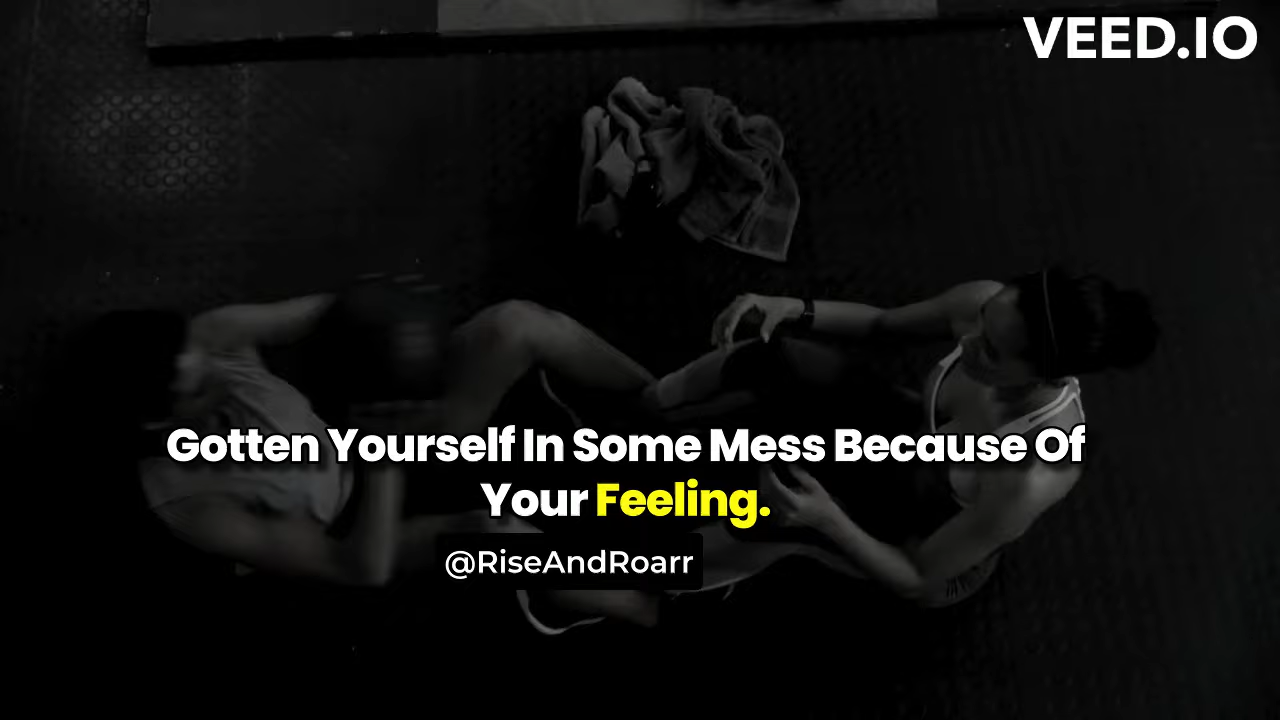 VEED.IO
Gotten Yourself In Some Mess Because Of
Your Feeling.
@RiseAndRoarr